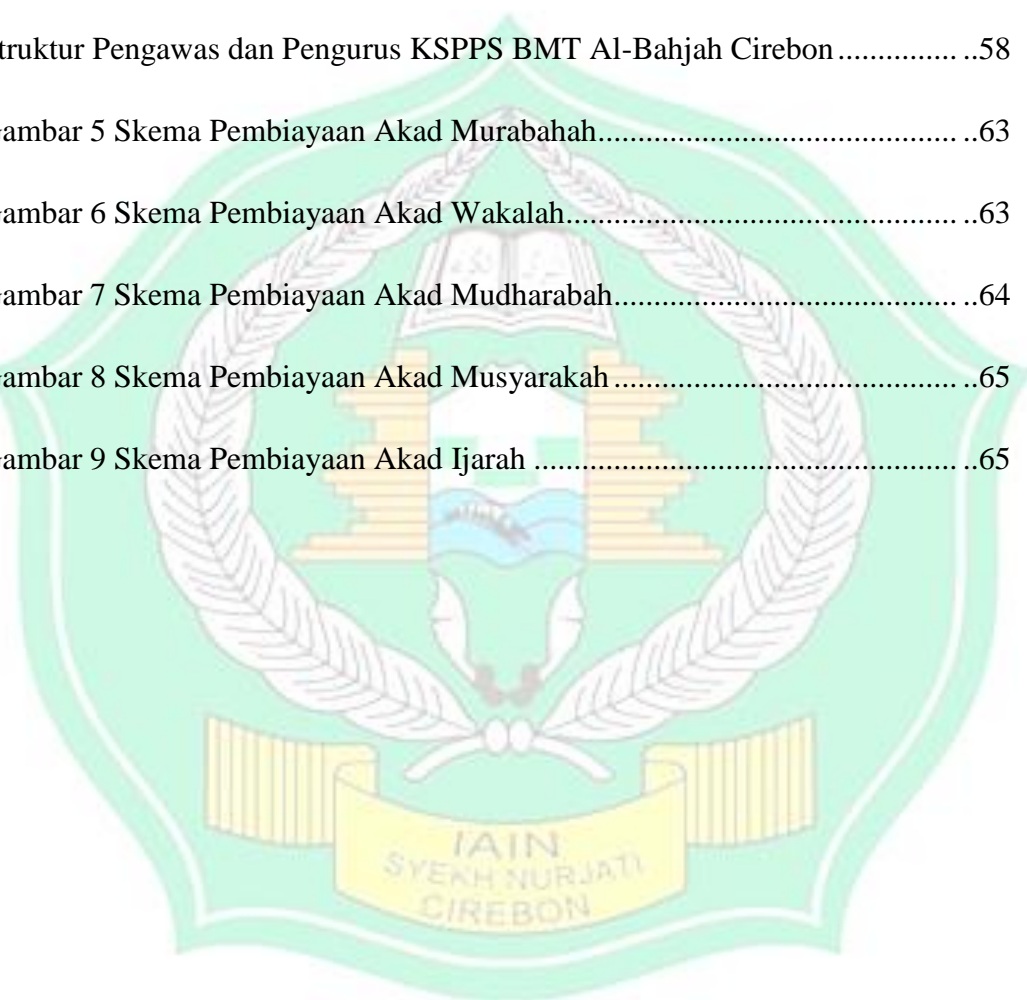 truktur Pengawas dan Pengurus KSPPS BMT Al-Bahjah Cirebon ............... ..58
ambar 5 Skema Pembiayaan Akad Murabahah............................................ ..63
ambar 6 Skema Pembiayaan Akad Wakalah................................................ ..63
ambar 7 Skema Pembiayaan Akad Mudharabah.......................................... ..64
ambar 8 Skema Pembiayaan Akad Musyarakah .......................................... ..65
ambar 9 Skema Pembiayaan Akad Ijarah .................................................... ..65
IAIN
SYEKH NURJATI
CIREBON